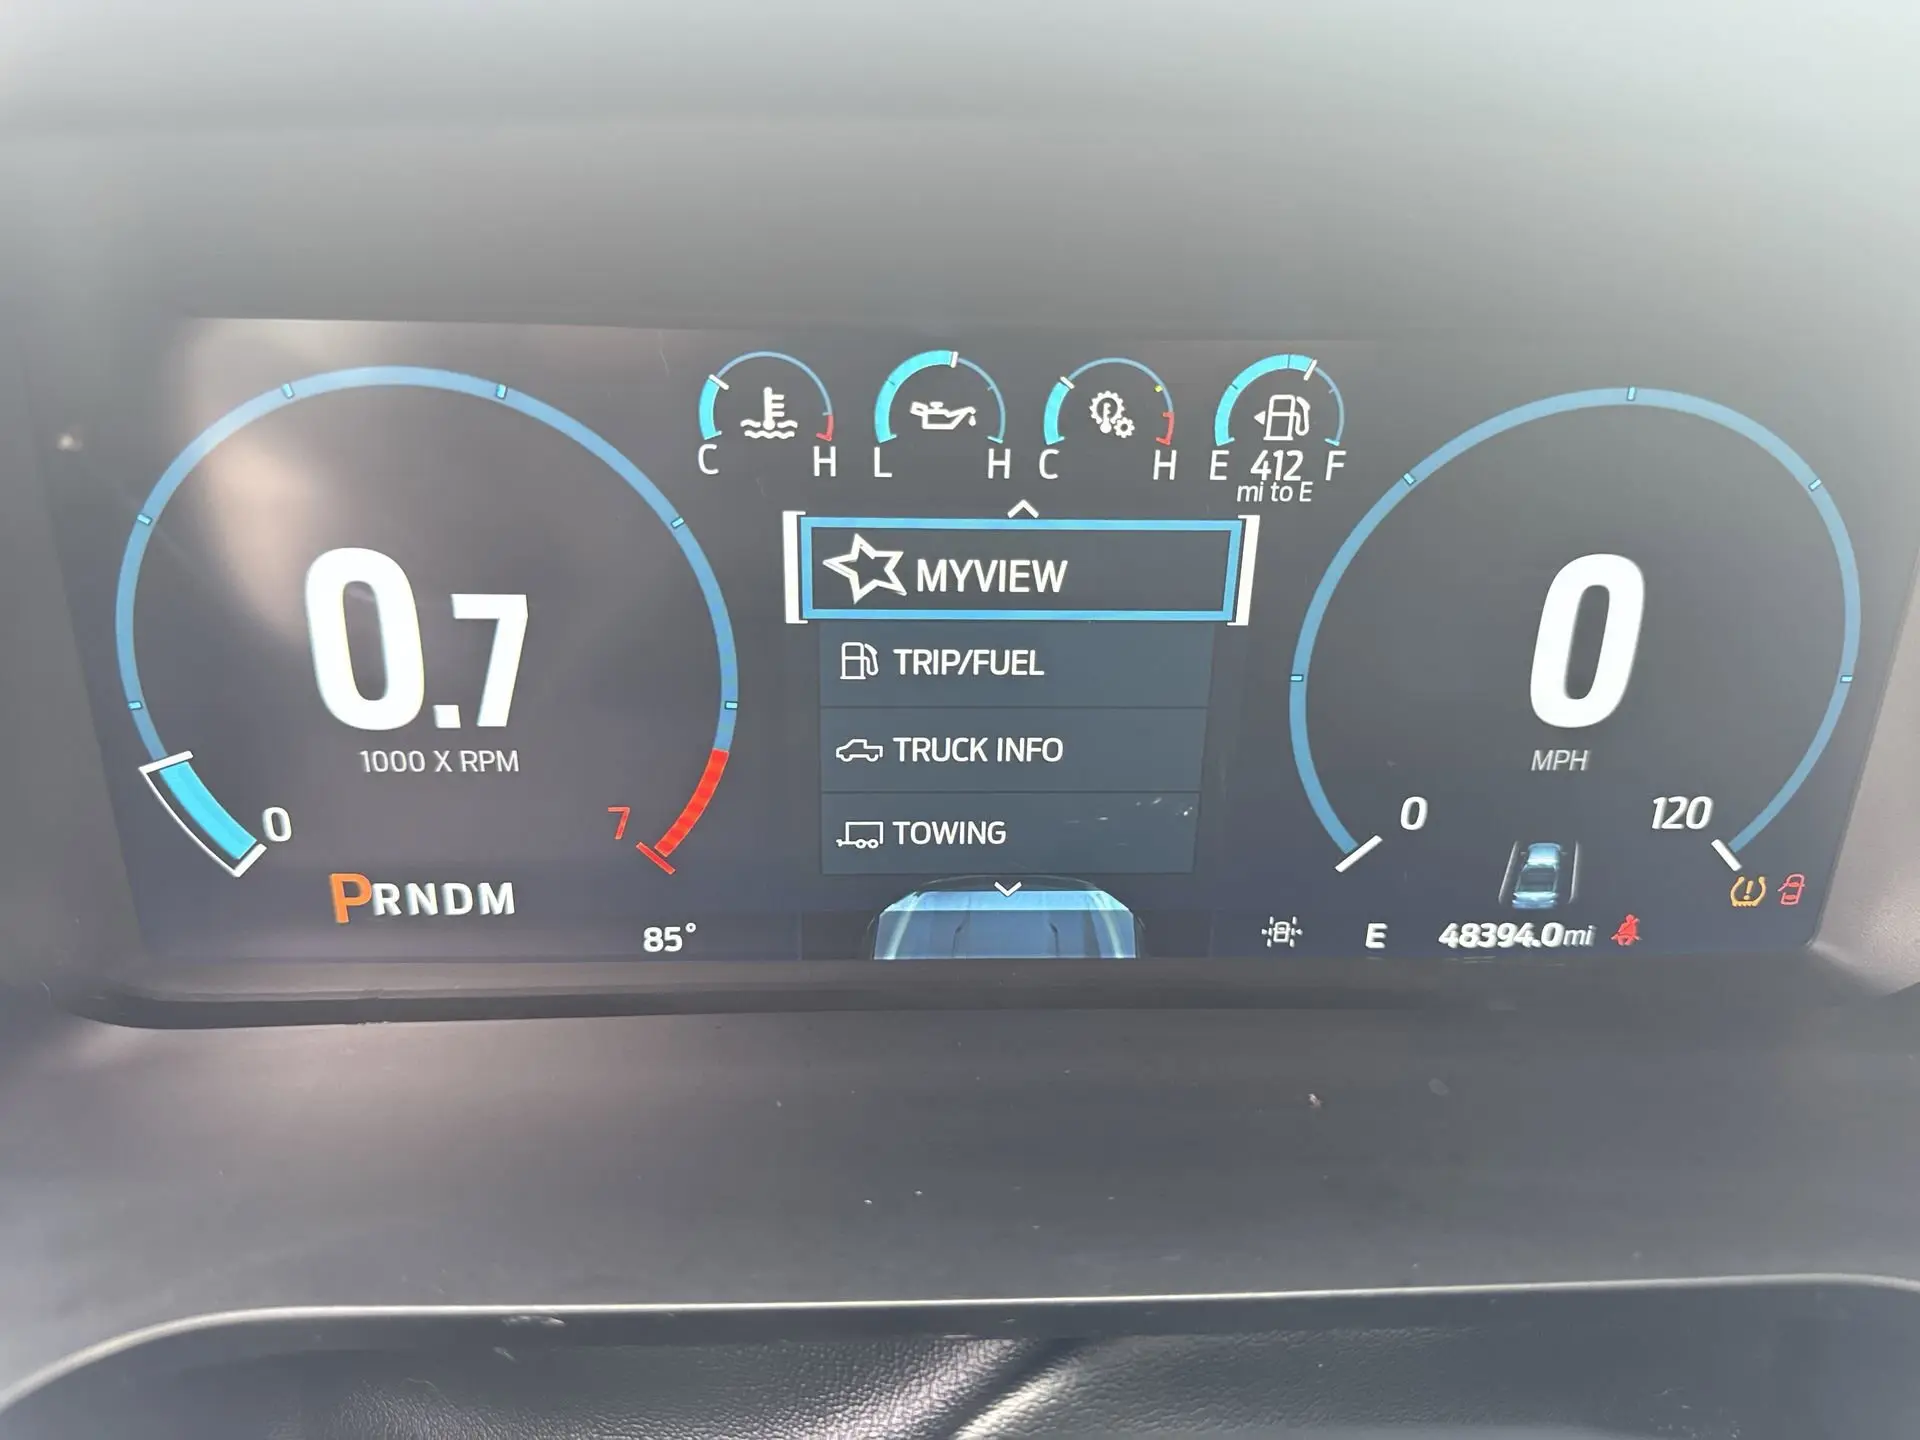 C H L H C H E 412 F
mi to E
MYVIEW
TRIP/FUEL
TRUCK INFO
TOWING
0.7
1000 X RPM
0 7
PRNDM
85°
0
MPH
0 120
E 48394.0mi